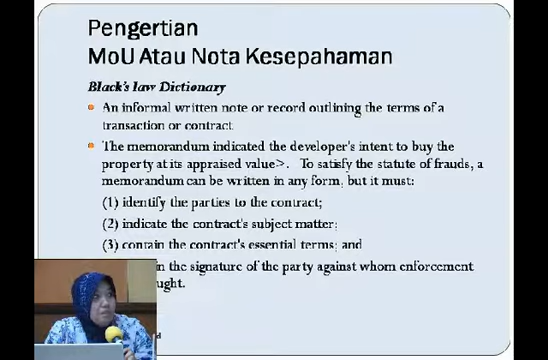 Pengertian
MoU Atau Nota Kesepahaman
Black's law Dictionary
An informal written note or record outlining the terms of a
transaction or contract.
The memorandum indicated the developer's intent to buy the
property at its appraised value>. To satisfy the statute of frauds, a
memorandum can be written in any form, but it must:
(1) identify the parties to the contract;
(2) indicate the contract's subject matter;
(3) contain the contract's essential terms; and
in the signature of the party against whom enforcement
ught.